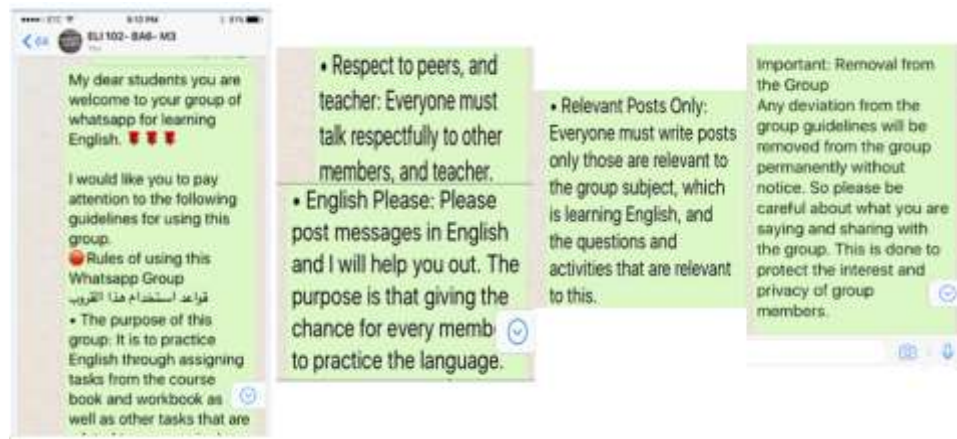 9:13 PM
ELI 102- BA6- M3
My dear students you are
welcome to your group of
whatsapp for learning
English. 🌹🌹🌹
I would like you to pay
attention to the following
guidelines for using this
group.
🔴Rules of using this
Whatsapp Group
قواعد استخدام هذا القروب
• The purpose of this
group: It is to practice
English through assigning
tasks from the course
book and workbook as
well as other tasks that are
• Respect to peers, and
teacher: Everyone must
talk respectfully to other
members, and teacher.
• English Please: Please
post messages in English
and I will help you out. The
purpose is that giving the
chance for every memb
to practice the language.
• Relevant Posts Only:
Everyone must write posts
only those are relevant to
the group subject, which
is learning English, and
the questions and
activities that are relevant
to this.
Important: Removal from
the Group
Any deviation from the
group guidelines will be
removed from the group
permanently without
notice. So please be
careful about what you are
saying and sharing with
the group. This is done to
protect the interest and
privacy of group
members.